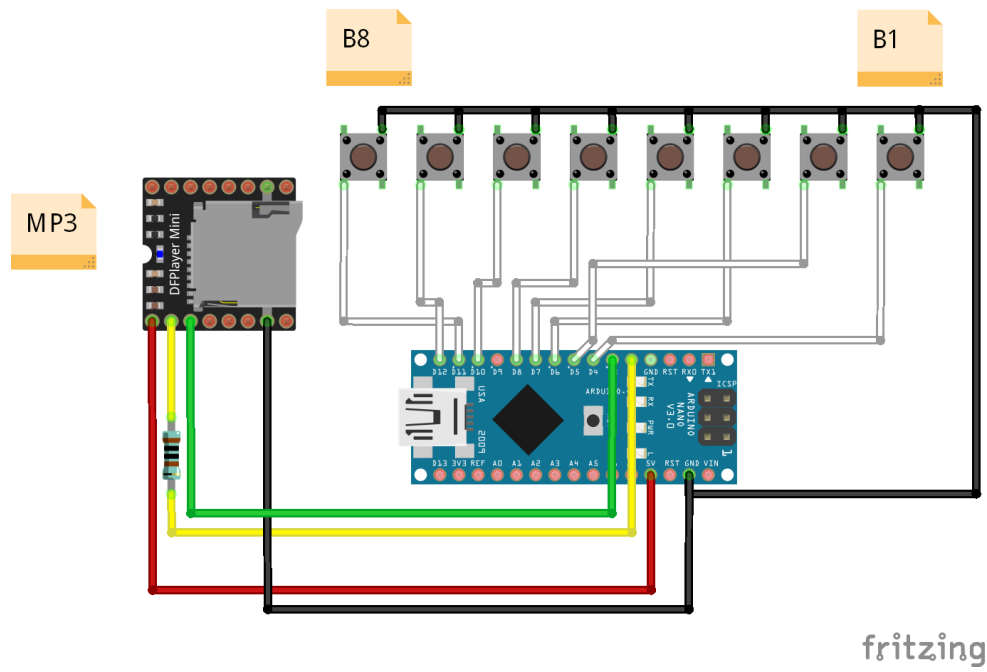 B8
B1
MP3
DFPlayer Mini
D12 D11 D10 D9 D8 D7 D6 D5 D4 GND RST RX0 TX1
ARDUINO.
TX
RX
PWR
L
USA
2009
ARDUINO
NANO
V3.0
ICSP
1
D13 3V3 REF A0 A1 A2 A3 A4 A5 5V RST GND VIN
fritzing